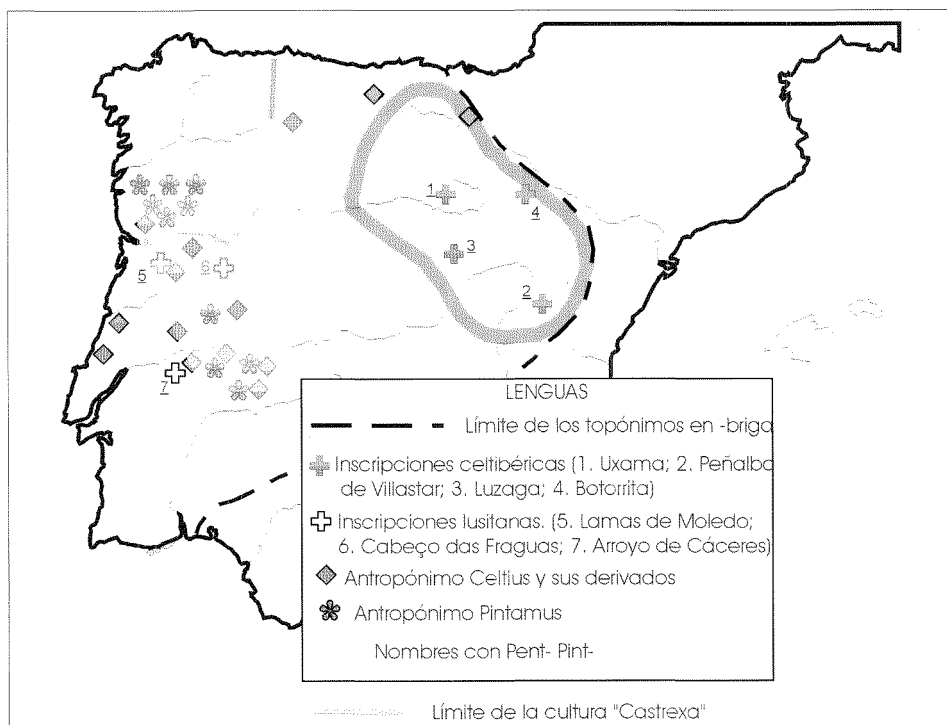 1
4
3
2
5
6
7
LENGUAS
Límite de los topónimos en -briga
Inscripciones celtibéricas (1. Uxama; 2. Peñalba
de Villastar; 3. Luzaga; 4. Botorrita)
Inscripciones lusitanas. (5. Lamas de Moledo;
6. Cabeço das Fraguas; 7. Arroyo de Cáceres)
Antropónimo Celtius y sus derivados
Antropónimo Pintamus
Nombres con Pent- Pint-
Límite de la cultura "Castrexa"